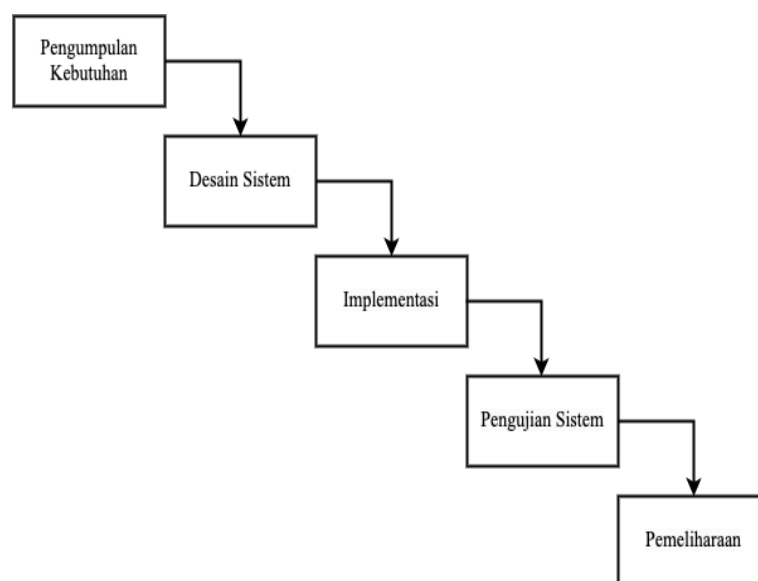 Pengumpulan
Kebutuhan
Desain Sistem
Implementasi
Pengujian Sistem
Pemeliharaan